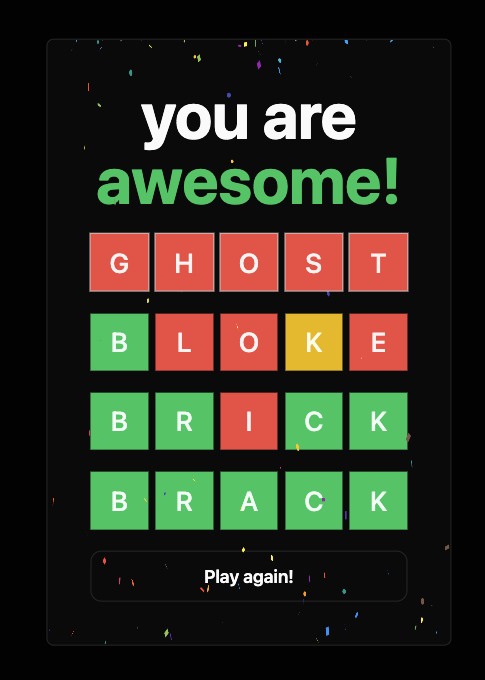 you are
awesome!
G H O S T
B L O K E
B R I C K
B R A C K
Play again!